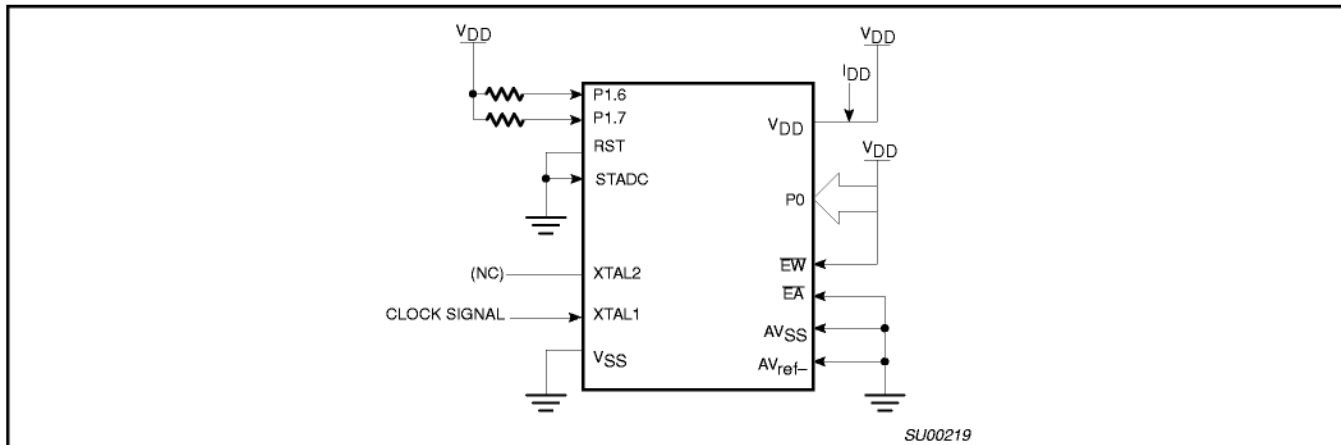 VDD
P1.6
P1.7
RST
STADC
(NC)
XTAL2
CLOCK SIGNAL
XTAL1
VSS
VDD
IDD
VDD
VDD
P0
EW
EA
AVSS
AVref–
SU00219